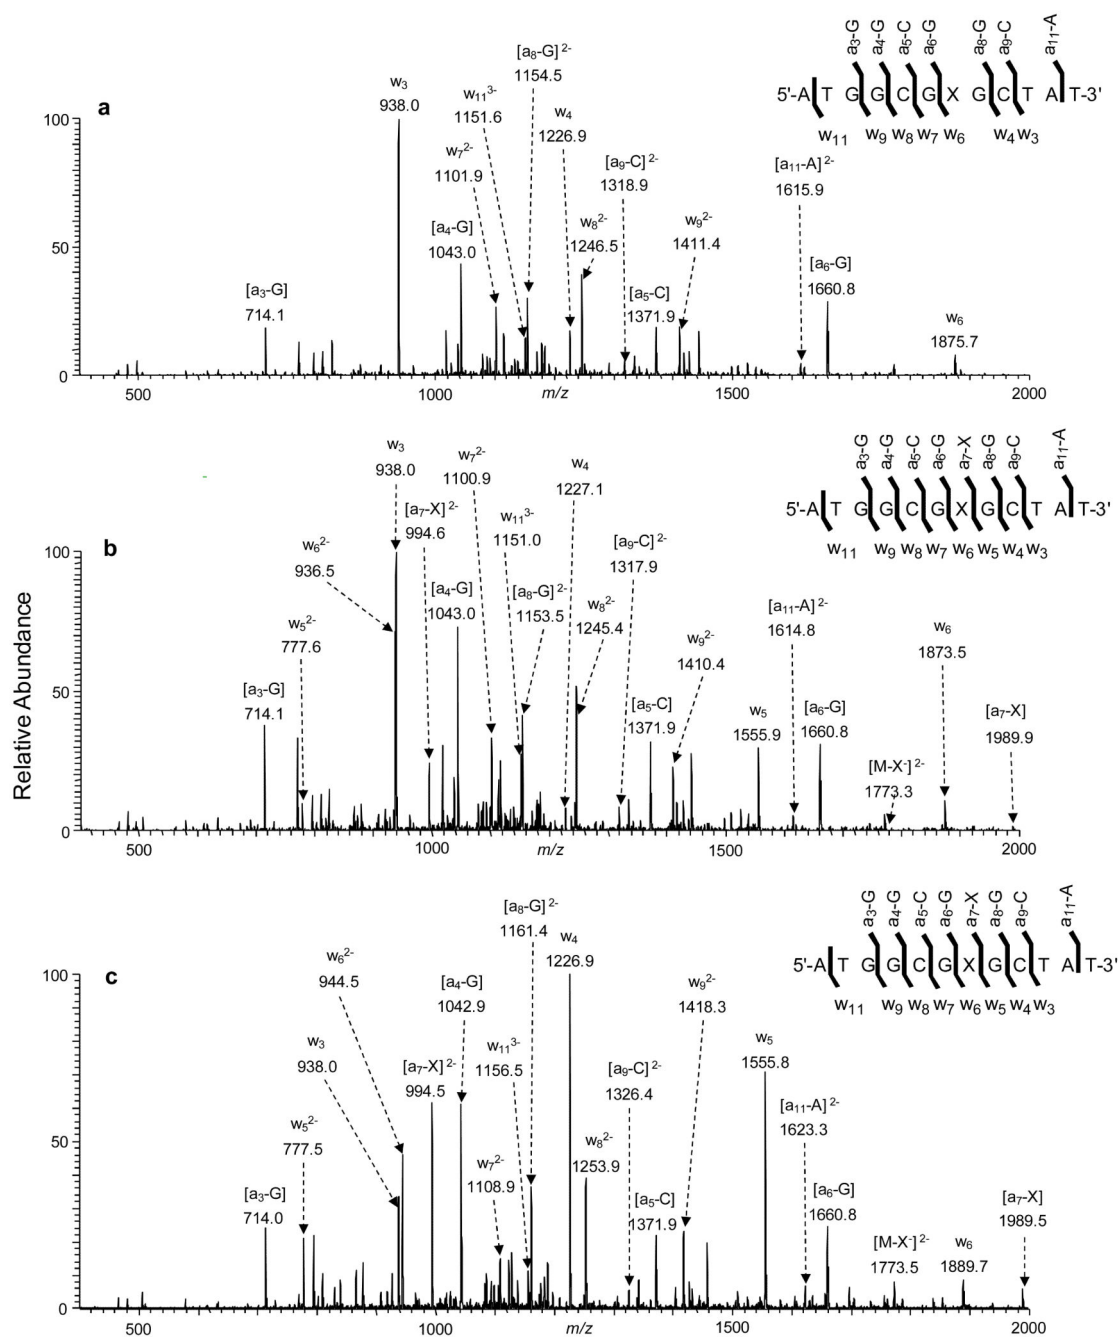 a
a3-G a4-G a5-C a6-G a8-G a9-C a11-A
5'-A T G G C G X G C T A T-3'
w11 w9 w8 w7 w6 w4 w3
[a8-G]2-
1154.5
w3
938.0
w11 3-
1151.6
w4
1226.9
w7 2-
1101.9
[a9-C]2-
1318.9
[a11-A]2-
1615.9
[a4-G]
1043.0
w8 2-
1246.5
w9 2-
1411.4
[a3-G]
714.1
[a5-C]
1371.9
[a6-G]
1660.8
w6
1875.7
100
50
0
500 1000 1500 2000
m/z
b
a3-G a4-G a5-C a6-G a7-X a8-G a9-C a11-A
5'-A T G G C G X G C T A T-3'
w11 w9 w8 w7 w6 w5 w4 w3
w3
938.0
w7 2-
1100.9
w4
1227.1
[a7-X]2-
994.6
w11 3-
1151.0
[a9-C]2-
1317.9
w6 2-
936.5
[a4-G]
1043.0
[a8-G]2-
1153.5
w8 2-
1245.4
[a11-A]2-
1614.8
w5 2-
777.6
w9 2-
1410.4
w6
1873.5
[a3-G]
714.1
[a5-C]
1371.9
w5
1555.9
[a6-G]
1660.8
[a7-X]
1989.9
[M-X-]2-
1773.3
100
50
0
500 1000 1500 2000
m/z
Relative Abundance
c
a3-G a4-G a5-C a6-G a7-X a8-G a9-C a11-A
5'-A T G G C G X G C T A T-3'
w11 w9 w8 w7 w6 w5 w4 w3
[a8-G]2-
1161.4
w4
1226.9
w6 2-
944.5
[a4-G]
1042.9
w9 2-
1418.3
w3
938.0
[a7-X]2-
994.5
w11 3-
1156.5
[a9-C]2-
1326.4
w5
1555.8
w5 2-
777.5
[a11-A]2-
1623.3
w7 2-
1108.9
w8 2-
1253.9
[a3-G]
714.0
[a5-C]
1371.9
[a6-G]
1660.8
[a7-X]
1989.5
[M-X-]2-
1773.5
w6
1889.7
100
50
0
500 1000 1500 2000
m/z